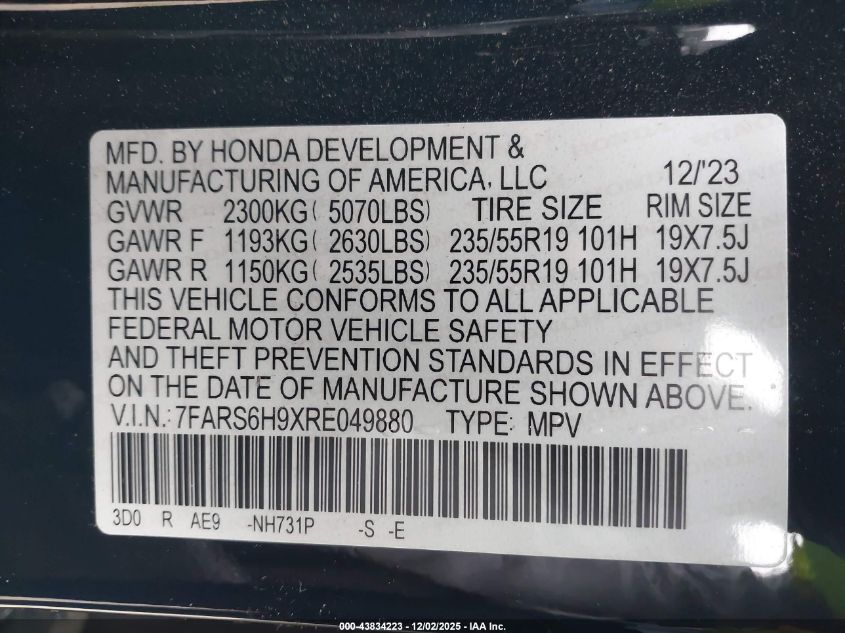 MFD. BY HONDA DEVELOPMENT &
MANUFACTURING OF AMERICA, LLC 12/'23
GVWR 2300KG( 5070LBS) TIRE SIZE RIM SIZE
GAWR F 1193KG( 2630LBS) 235/55R19 101H 19X7.5J
GAWR R 1150KG( 2535LBS) 235/55R19 101H 19X7.5J
THIS VEHICLE CONFORMS TO ALL APPLICABLE
FEDERAL MOTOR VEHICLE SAFETY
AND THEFT PREVENTION STANDARDS IN EFFECT
ON THE DATE OF MANUFACTURE SHOWN ABOVE.
V.I.N.: 7FARS6H9XRE049880 TYPE: MPV
3D0 R AE9 -NH731P -S -E
000-43834223 - 12/02/2025 - IAA Inc.